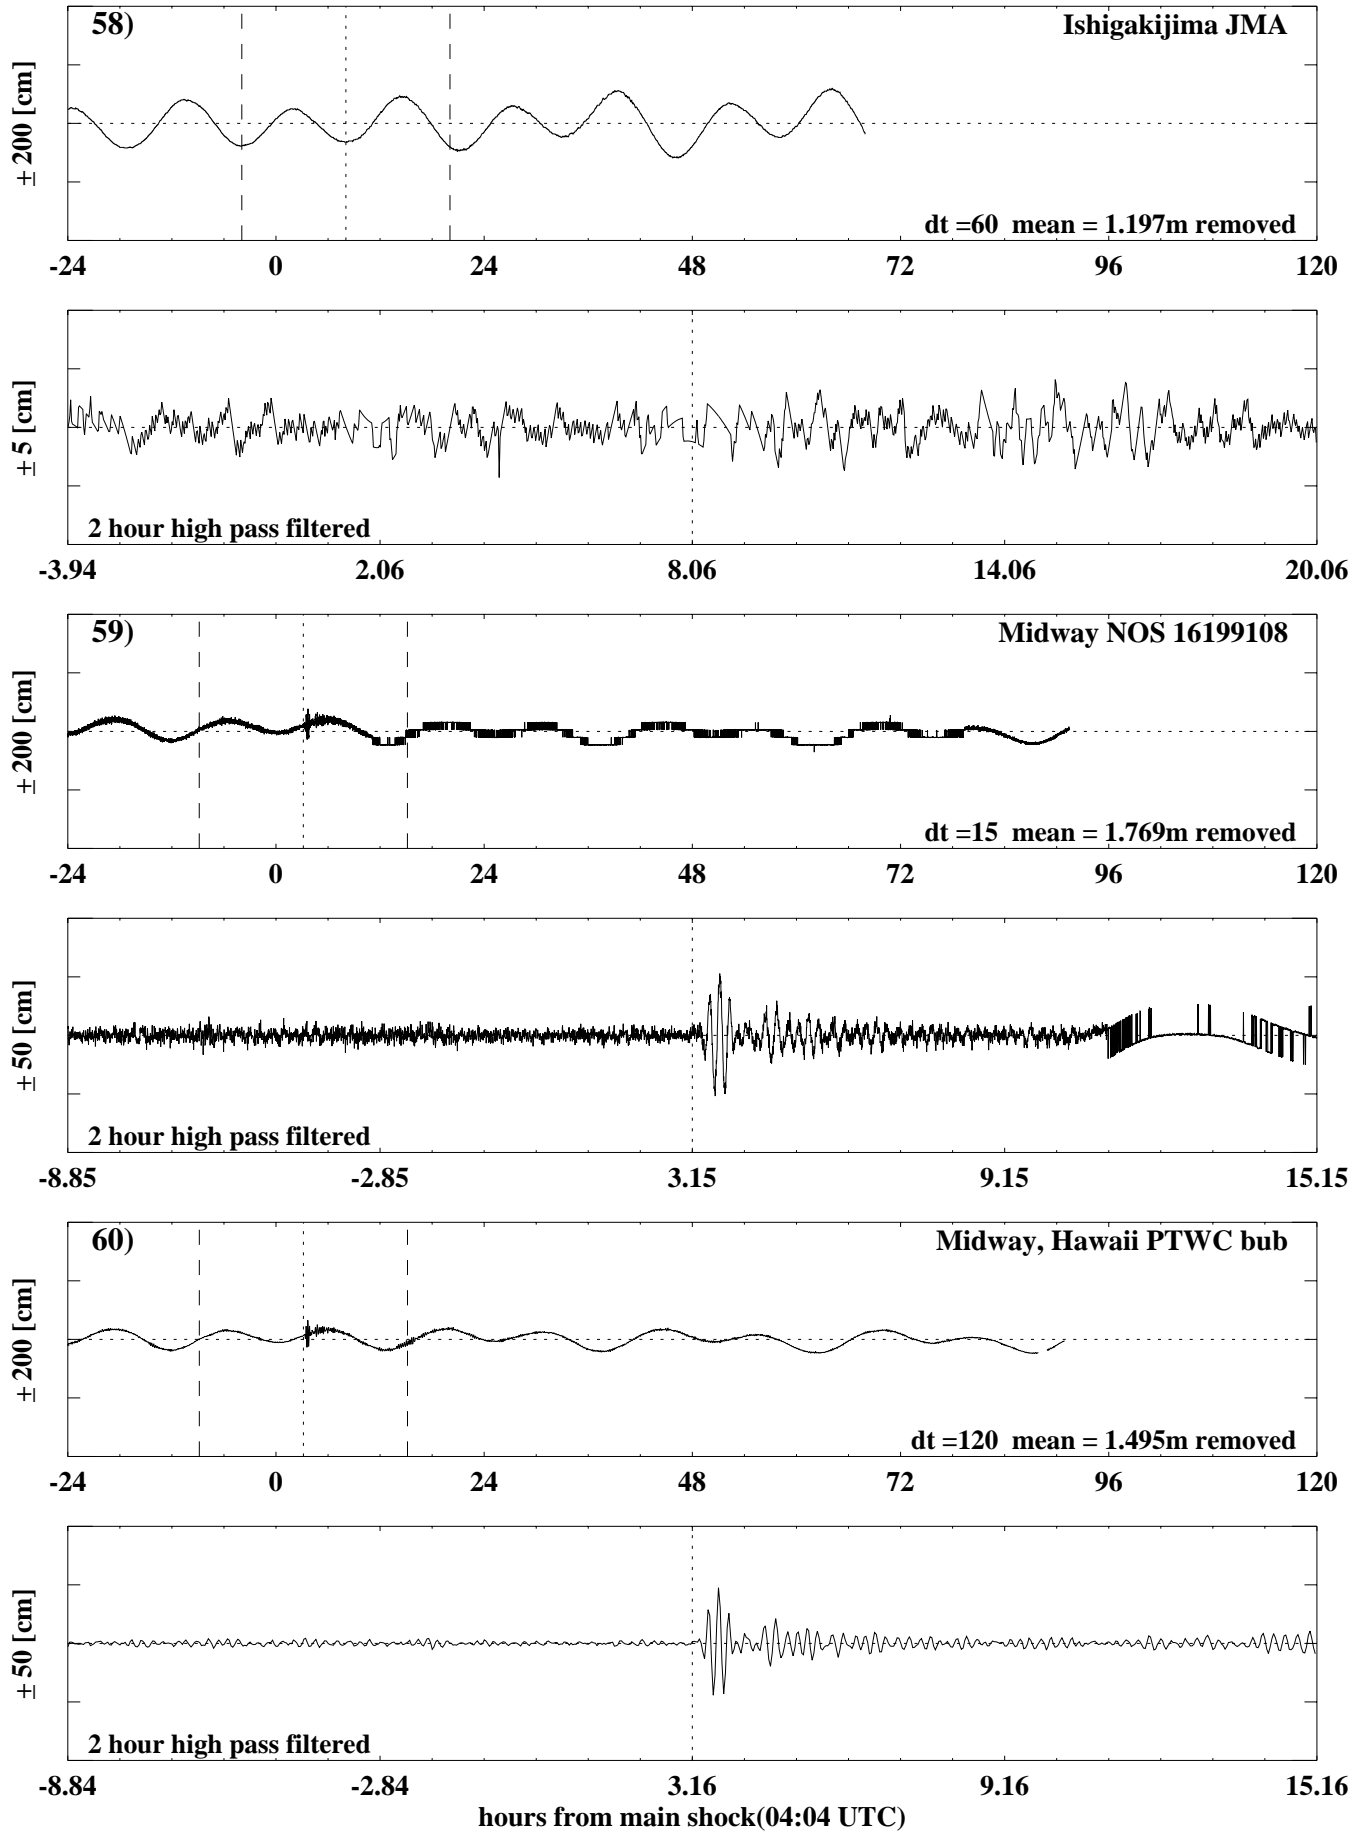 58)
Ishigakijima JMA
± 200 [cm]
dt =60 mean = 1.197m removed
-24 0 24 48 72 96 120
± 5 [cm]
2 hour high pass filtered
-3.94 2.06 8.06 14.06 20.06
59)
Midway NOS 16199108
± 200 [cm]
dt =15 mean = 1.769m removed
-24 0 24 48 72 96 120
± 50 [cm]
2 hour high pass filtered
-8.85 -2.85 3.15 9.15 15.15
60)
Midway, Hawaii PTWC bub
± 200 [cm]
dt =120 mean = 1.495m removed
-24 0 24 48 72 96 120
± 50 [cm]
2 hour high pass filtered
-8.84 -2.84 3.16 9.16 15.16
hours from main shock(04:04 UTC)